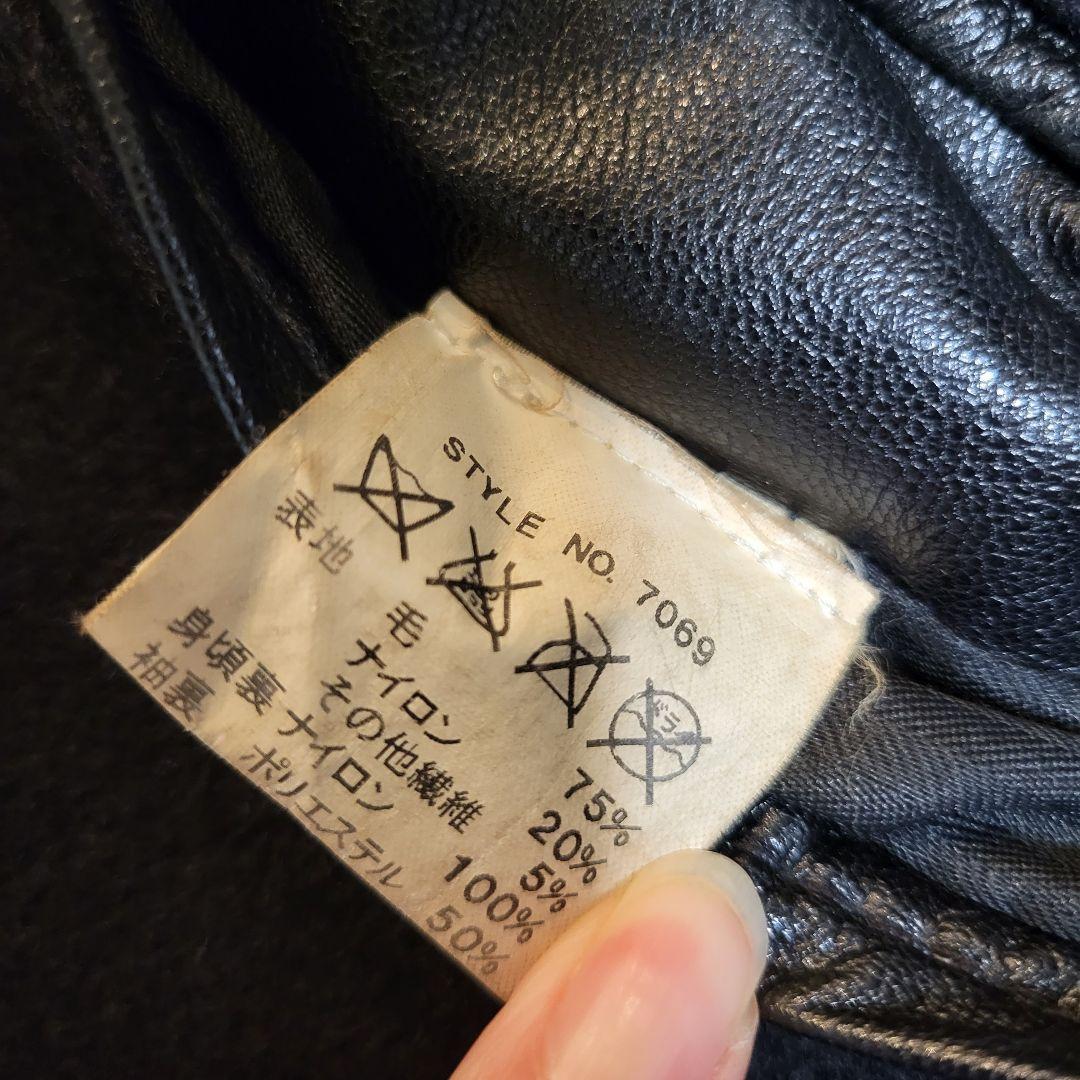 STYLE NO. 7069
ドライ
表地 毛 75%
ナイロン 20%
その他繊維 5%
身頃裏 ナイロン 100%
袖裏 ポリエステル 50%